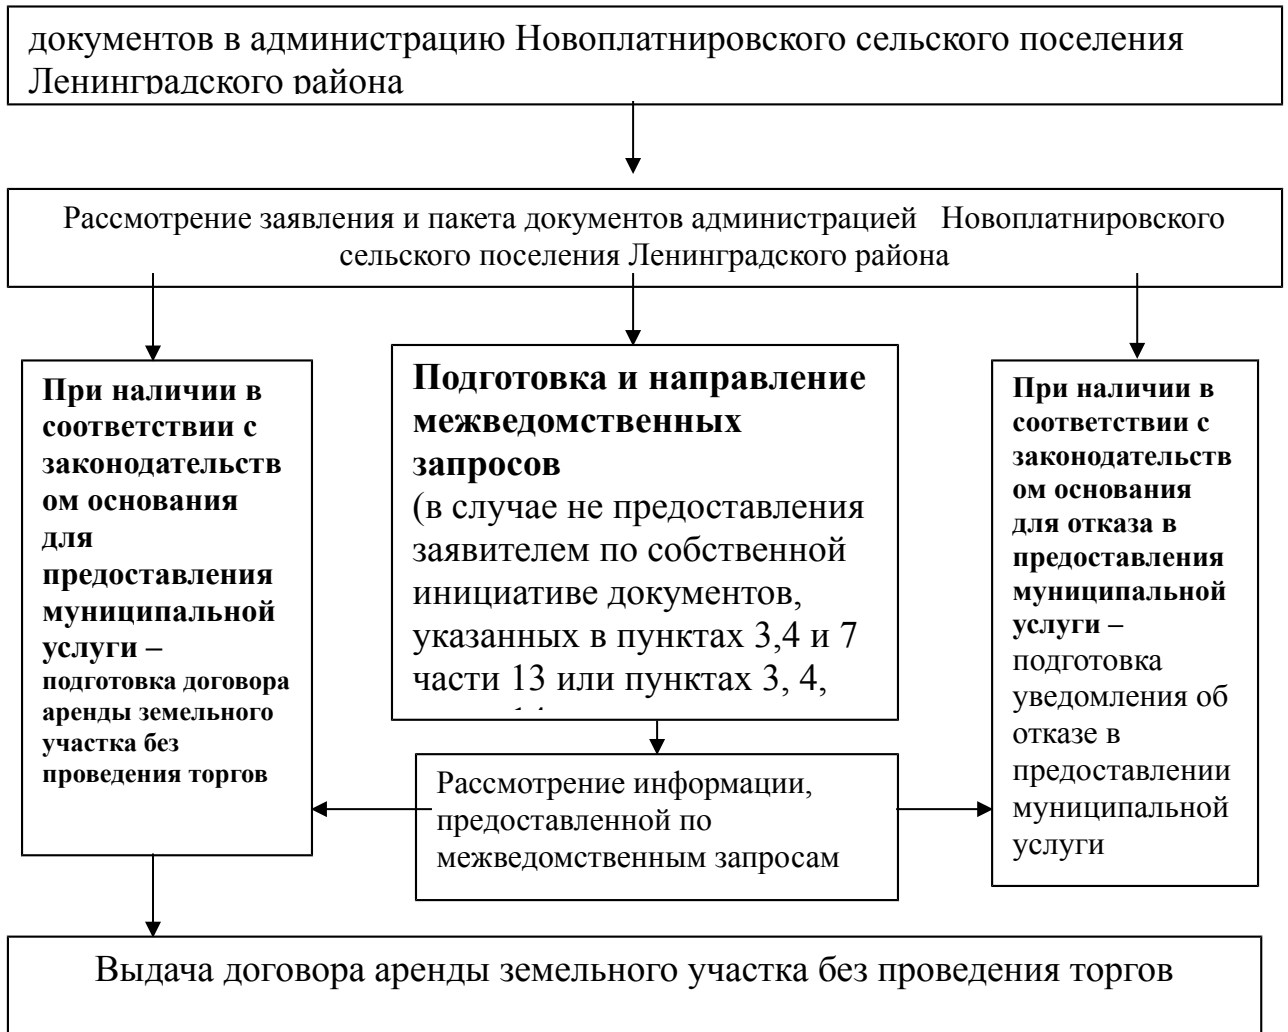 документов в администрацию Новоплатнировского сельского поселения
Ленинградского района
Рассмотрение заявления и пакета документов администрацией Новоплатнировского
сельского поселения Ленинградского района
При наличии в
соответствии с
законодательств
ом основания
для
предоставления
муниципальной
услуги –
подготовка договора
аренды земельного
участка без
проведения торгов
Подготовка и направление
межведомственных
запросов
(в случае не предоставления
заявителем по собственной
инициативе документов,
указанных в пунктах 3,4 и 7
части 13 или пунктах 3, 4,
При наличии в
соответствии с
законодательств
ом основания
для отказа в
предоставления
муниципальной
услуги –
подготовка
уведомления об
отказе в
предоставлении
муниципальной
услуги
Рассмотрение информации,
предоставленной по
межведомственным запросам
Выдача договора аренды земельного участка без проведения торгов